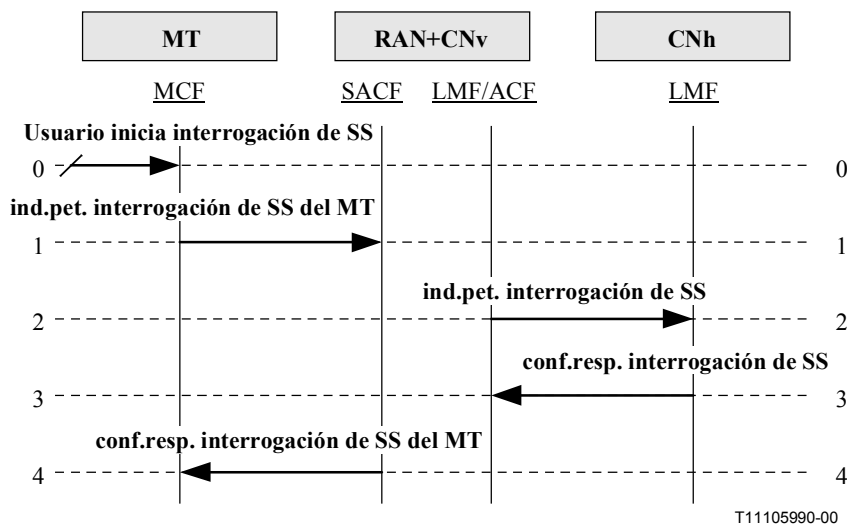 MT RAN+CNv CNh
MCF SACF LMF/ACF LMF
Usuario inicia interrogación de SS
0 0
ind.pet. interrogación de SS del MT
1 1
ind.pet. interrogación de SS
2 2
conf.resp. interrogación de SS
3 3
conf.resp. interrogación de SS del MT
4 4
T11105990-00